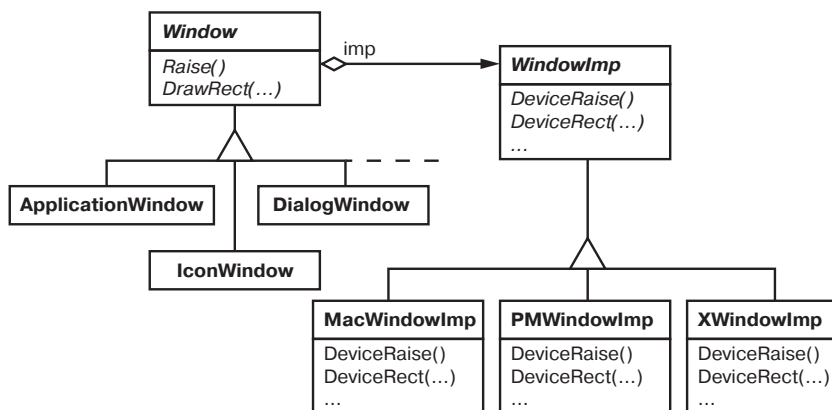 Window
Raise()
DrawRect(...)
imp
WindowImp
DeviceRaise()
DeviceRect(...)
...
ApplicationWindow
DialogWindow
IconWindow
MacWindowImp
DeviceRaise()
DeviceRect(...)
...
PMWindowImp
DeviceRaise()
DeviceRect(...)
...
XWindowImp
DeviceRaise()
DeviceRect(...)
...